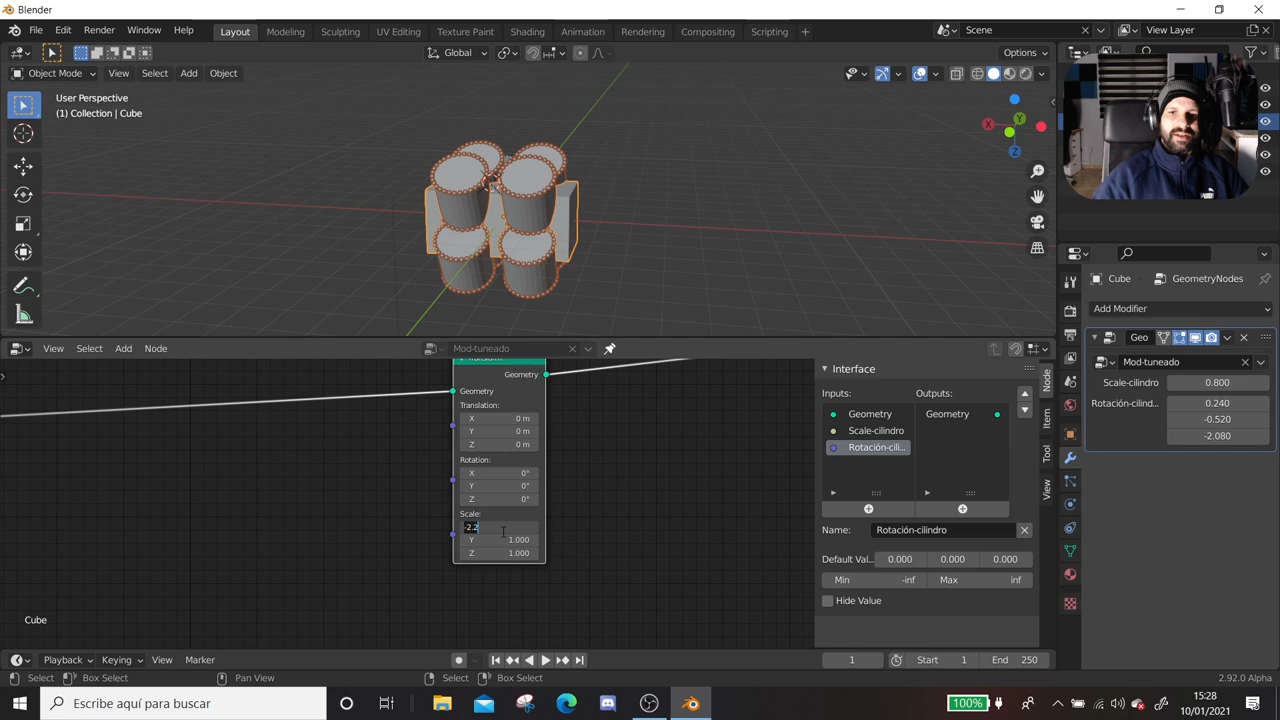 Blender
File Edit Render Window Help
Layout Modeling Sculpting UV Editing Texture Paint Shading Animation Rendering Compositing Scripting
Scene
View Layer
Global
Options
Object Mode View Select Add Object
User Perspective
(1) Collection | Cube
X Y Z
View Select Add Node
Mod-tuneado
Geometry
Geometry
Translation:
X 0 m
Y 0 m
Z 0 m
Rotation:
X 0°
Y 0°
Z 0°
Scale:
-2.2
Y 1.000
Z 1.000
Cube
Interface
Inputs: Outputs:
Geometry Geometry
Scale-cilindro
Rotación-cili...
Name: Rotación-cilindro
Default Val... 0.000 0.000 0.000
Min -inf Max inf
Hide Value
Node
Item
Tool
View
Cube GeometryNodes
Add Modifier
Geo
Mod-tuneado
Scale-cilindro 0.800
Rotación-cilind... 0.240
-0.520
-2.080
Playback Keying View Marker
1 Start 1 End 250
Select Box Select Pan View Select Box Select 2.92.0 Alpha
Escribe aquí para buscar
100%
15:28
10/01/2021